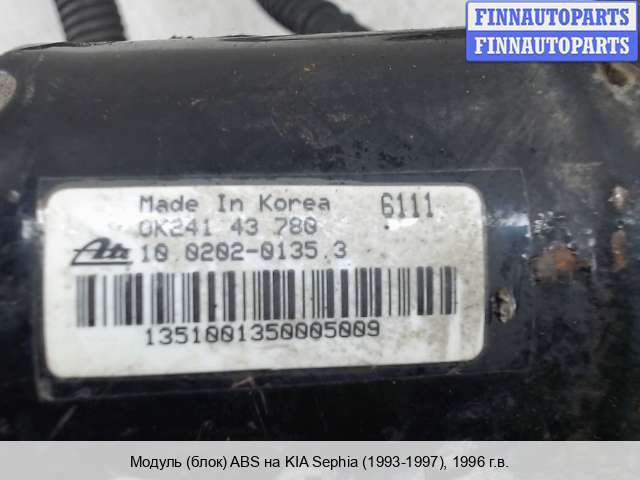 FINNAUTOPARTS
FINNAUTOPARTS
Made In Korea 6111
0K241 43 780
Ate 10.0202-0135.3
1351001350005009
Модуль (блок) ABS на KIA Sephia (1993-1997), 1996 г.в.